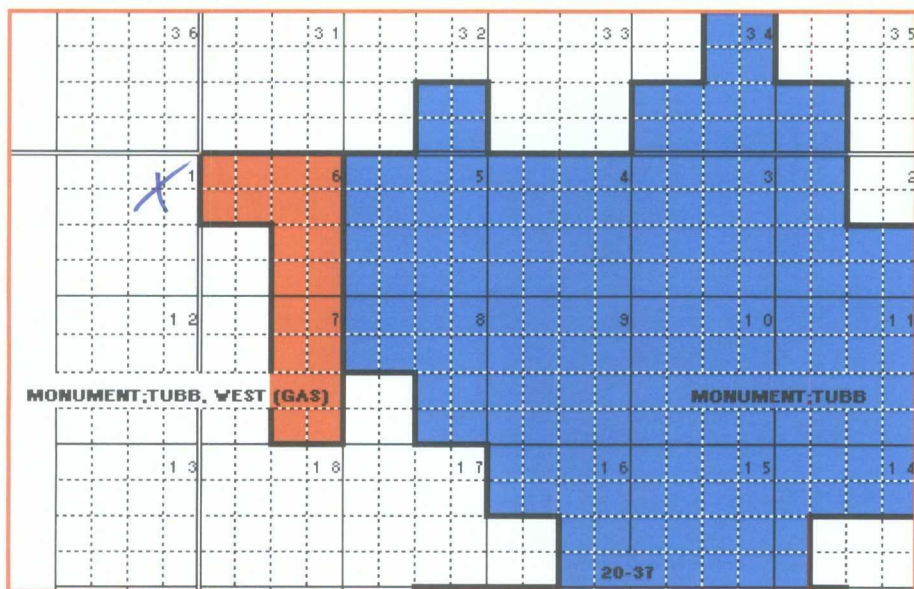 36 31 32 33 34 35
1 6 5 4 3 2
12 7 8 9 10 11
MONUMENT;TUBB, WEST (GAS) MONUMENT;TUBB
13 18 17 16 15 14
20-37